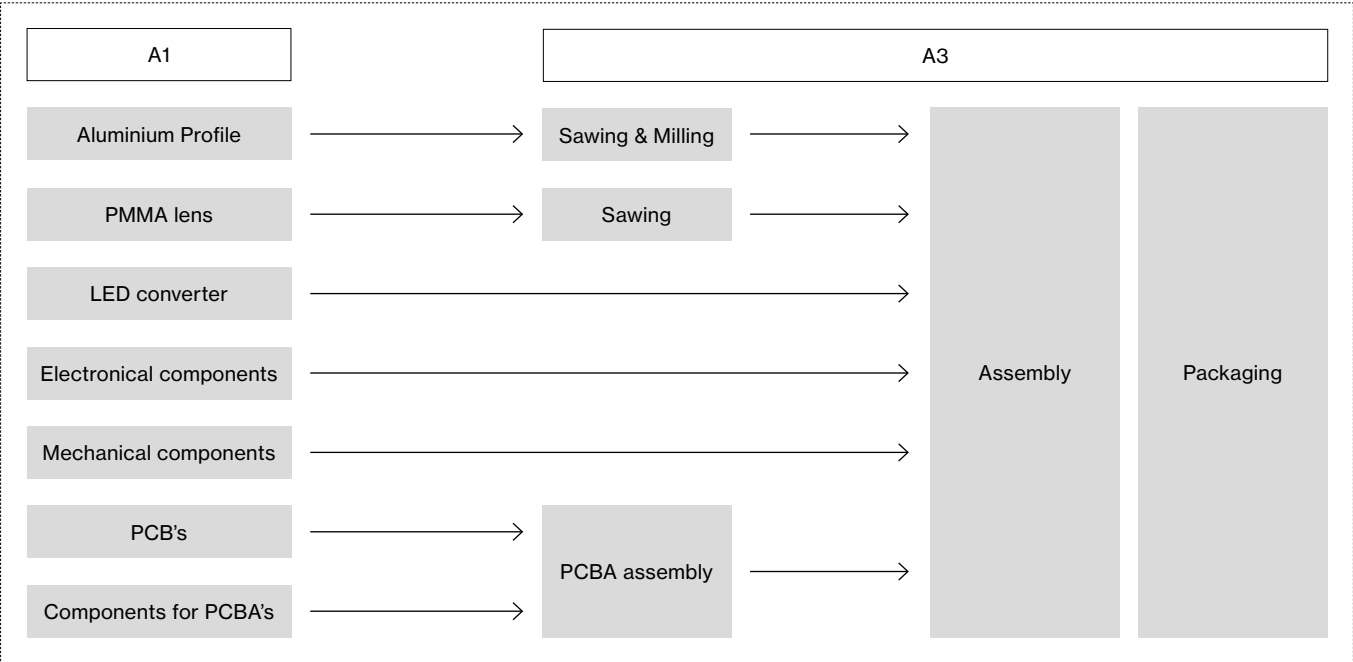 A1
A3
Aluminium Profile
Sawing & Milling
PMMA lens
Sawing
LED converter
Electronical components
Assembly
Packaging
Mechanical components
PCB’s
PCBA assembly
Components for PCBA’s